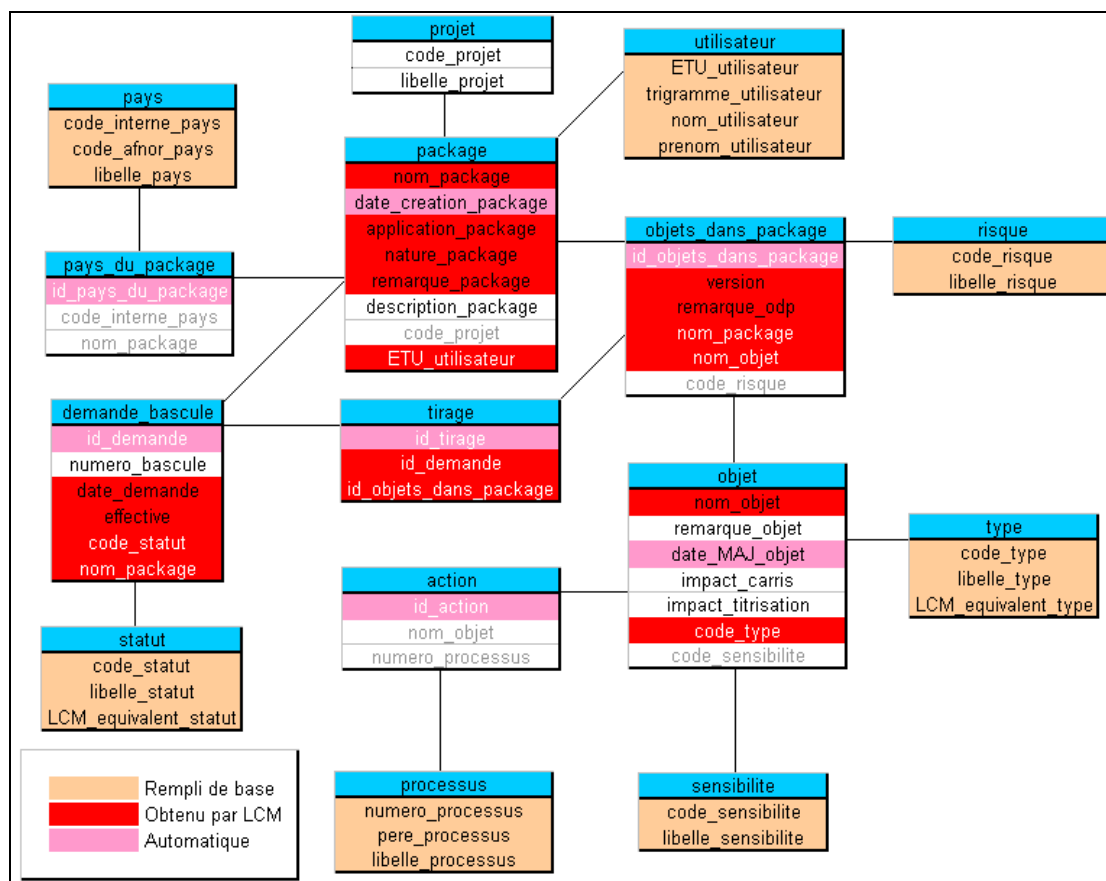 projet
code_projet
libelle_projet
utilisateur
ETU_utilisateur
trigramme_utilisateur
nom_utilisateur
prenom_utilisateur
pays
code_interne_pays
code_afnor_pays
libelle_pays
package
nom_package
date_creation_package
application_package
nature_package
remarque_package
description_package
code_projet
ETU_utilisateur
objets_dans_package
id_objets_dans_package
version
remarque_odp
nom_package
nom_objet
code_risque
risque
code_risque
libelle_risque
pays_du_package
id_pays_du_package
code_interne_pays
nom_package
demande_bascule
id_demande
numero_bascule
date_demande
effective
code_statut
nom_package
tirage
id_tirage
id_demande
id_objets_dans_package
objet
nom_objet
remarque_objet
date_MAJ_objet
impact_carris
impact_titrisation
code_type
code_sensibilite
type
code_type
libelle_type
LCM_equivalent_type
action
id_action
nom_objet
numero_processus
statut
code_statut
libelle_statut
LCM_equivalent_statut
processus
numero_processus
pere_processus
libelle_processus
sensibilite
code_sensibilite
libelle_sensibilite
Rempli de base
Obtenu par LCM
Automatique